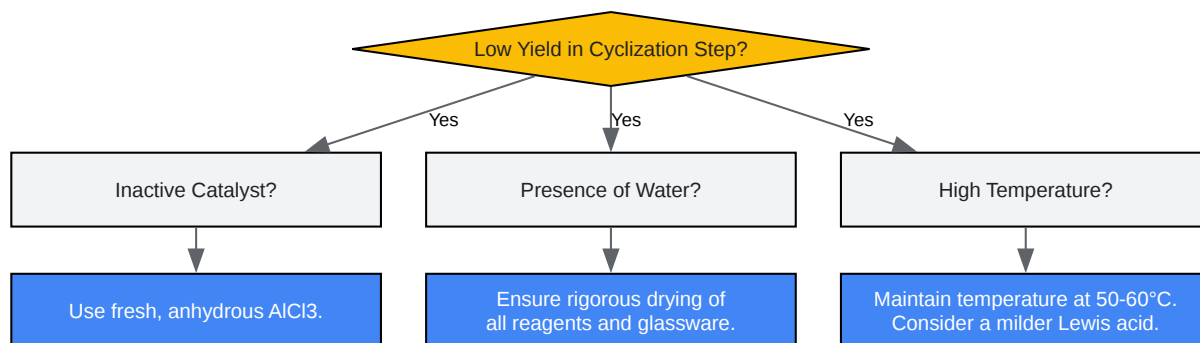 Low Yield in Cyclization Step?
Yes
Yes
Yes
Inactive Catalyst?
Presence of Water?
High Temperature?
Use fresh, anhydrous AlCl3.
Ensure rigorous drying of
all reagents and glassware.
Maintain temperature at 50-60°C.
Consider a milder Lewis acid.